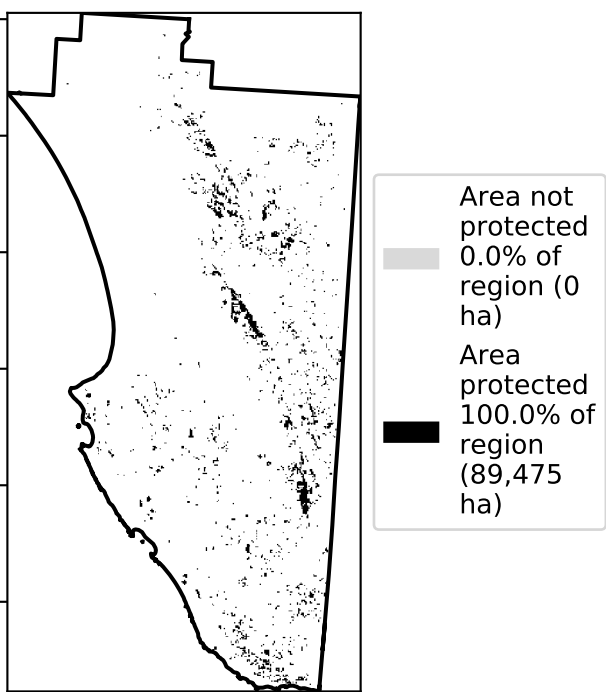 Area not
protected
0.0% of
region (0
ha)
Area
protected
100.0% of
region
(89,475
ha)